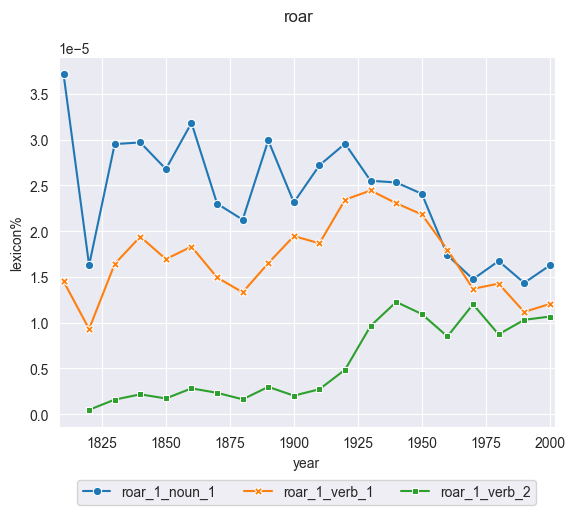 roar
1e−5
3.5
3.0
2.5
2.0
1.5
1.0
0.5
0.0
lexicon%
1825 1850 1875 1900 1925 1950 1975 2000
year
roar_1_noun_1 roar_1_verb_1 roar_1_verb_2